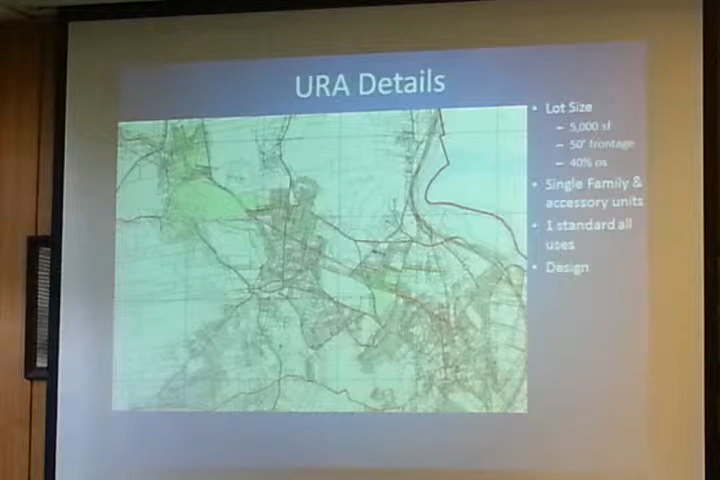 URA Details
• Lot Size
– 5,000 sf
– 50' frontage
– 40% os
• Single Family &
accessory units
• 1 standard all
uses
• Design